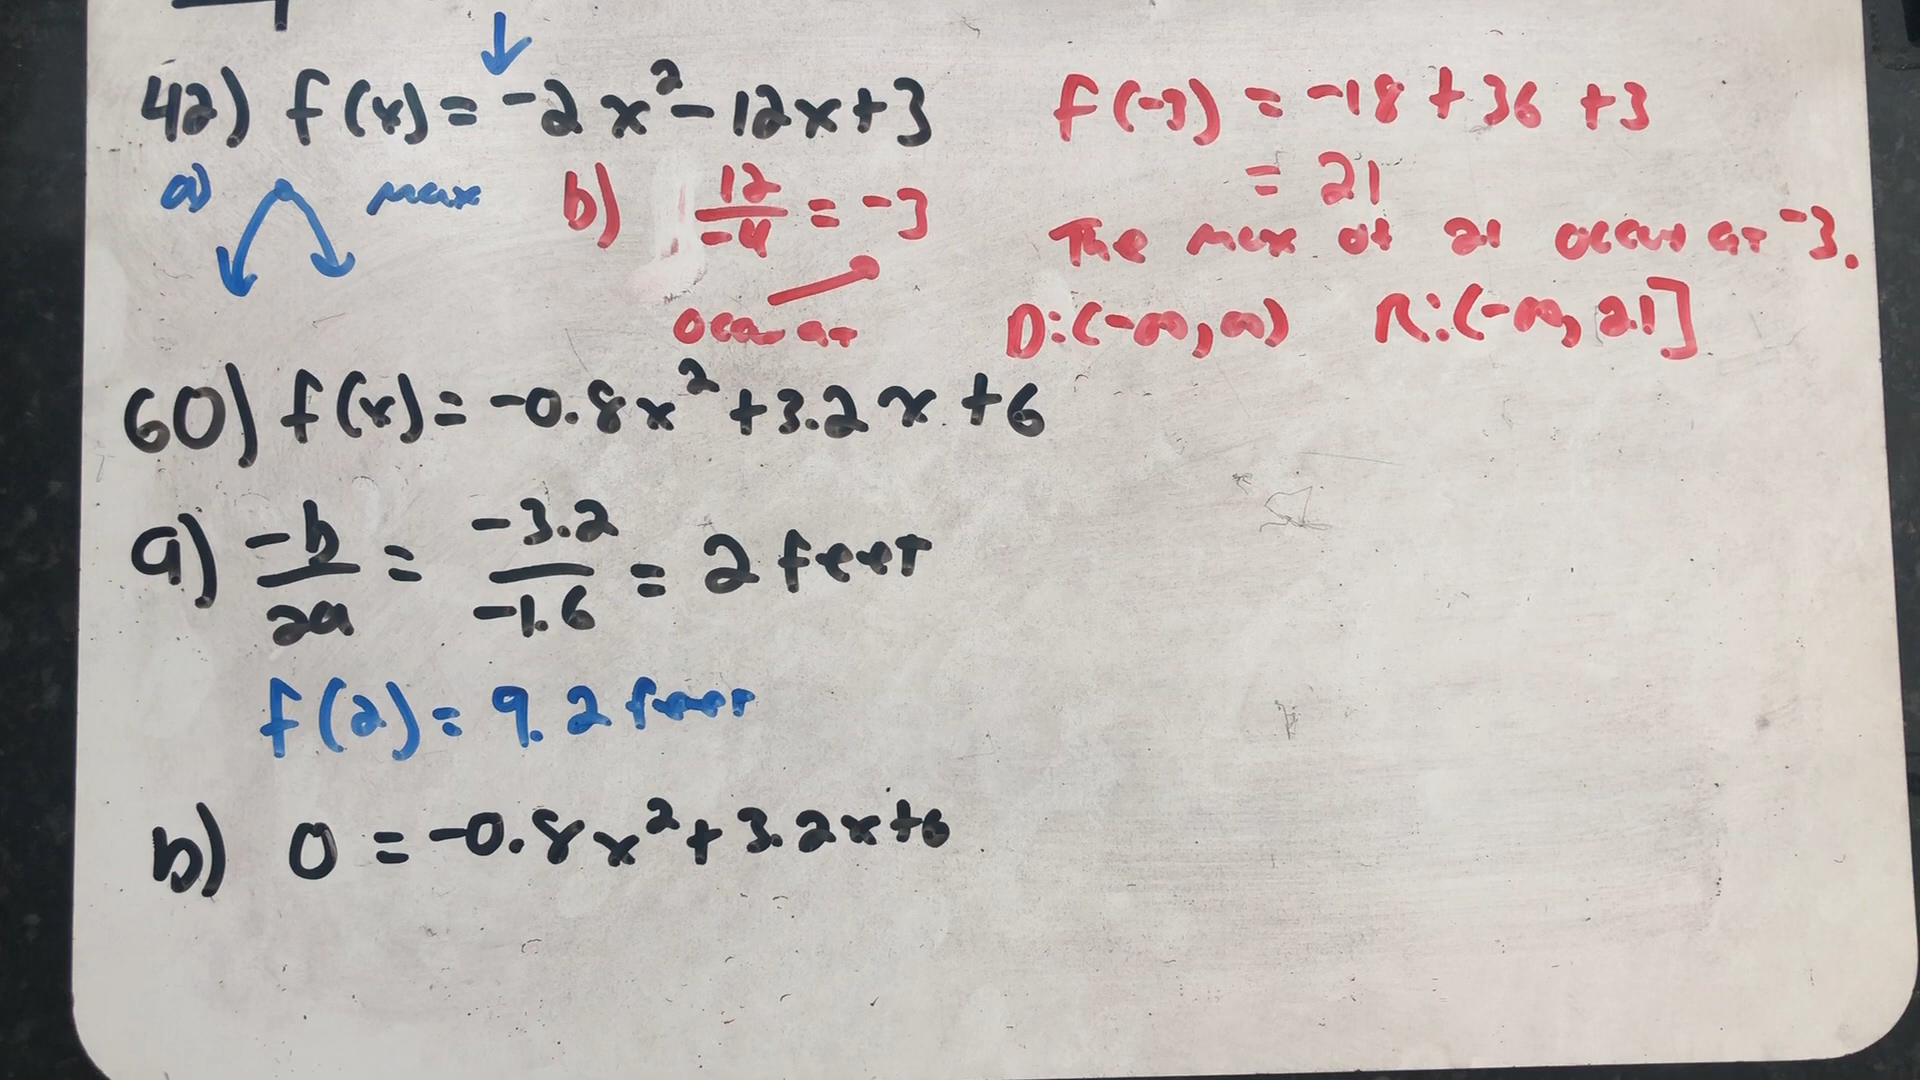 42) f(x) = -2x² - 12x + 3
a) max
b) 12/-4 = -3
occurs at
f(-3) = -18 + 36 + 3
= 21
The max of 21 occurs at -3.
D: (-∞, ∞) R: (-∞, 21]
60) f(x) = -0.8x² + 3.2x + 6
a) -b/2a = -3.2/-1.6 = 2 feet
f(2) = 9.2 feet
b) 0 = -0.8x² + 3.2x + 6